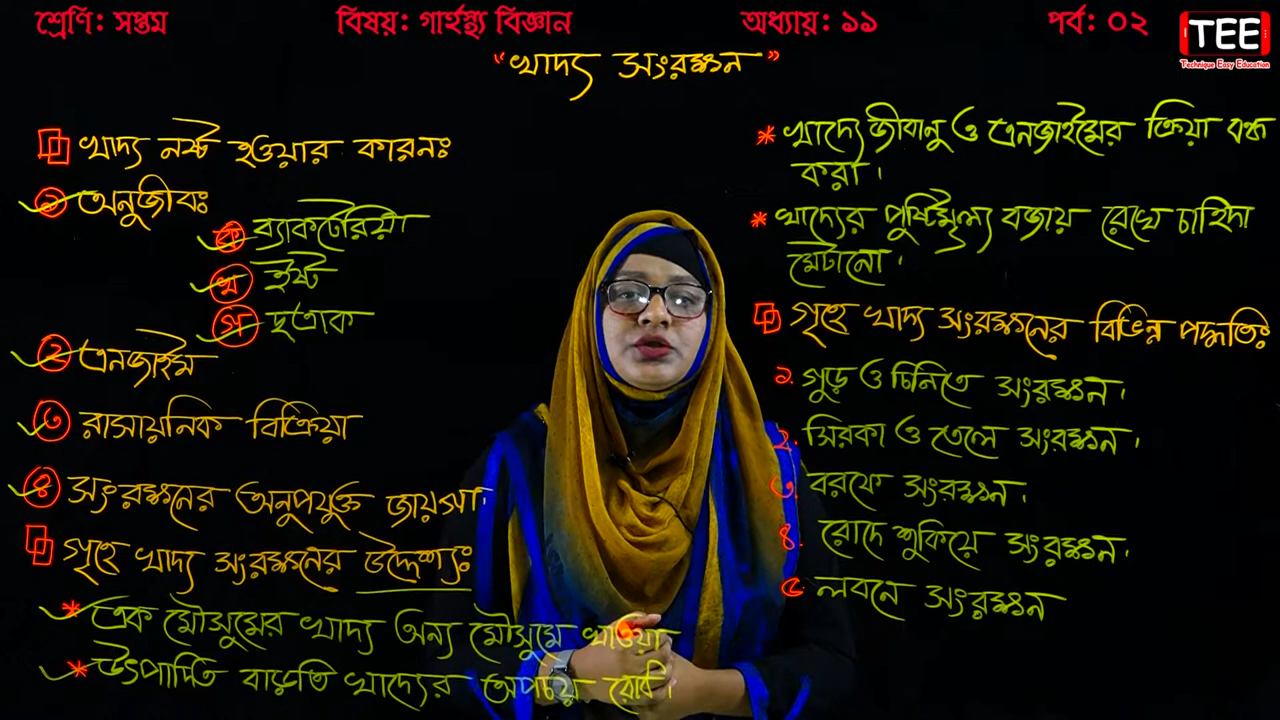 শ্রেণি: সপ্তম
বিষয়: গার্হস্থ্য বিজ্ঞান
অধ্যায়: ১১
পর্ব: ০২
TEE
Technique Easy Education
"খাদ্য সংরক্ষন"
খাদ্য নষ্ট হওয়ার কারনঃ
১ অনুজীবঃ
ক ব্যাকটেরিয়া
খ ইষ্ট
গ ছত্রাক
২ এনজাইম
৩ রাসায়নিক বিক্রিয়া
৪ সংরক্ষনের অনুপযুক্ত জায়গা।
গৃহে খাদ্য সংরক্ষনের উদ্দেশ্যঃ
* এক মৌসুমের খাদ্য অন্য মৌসুমে খাওয়া
* উৎপাদিত বাড়তি খাদ্যের অপচয় রোধ।
* খাদ্যে জীবানু ও এনজাইমের ক্রিয়া বন্ধ
করা।
* খাদ্যের পুষ্টিমূল্য বজায় রেখে চাহিদা
মেটানো।
গৃহে খাদ্য সংরক্ষনের বিভিন্ন পদ্ধতিঃ
১. গুড় ও চিনিতে সংরক্ষন।
২. সিরকা ও তেলে সংরক্ষন।
৩. বরফে সংরক্ষন।
৪. রোদে শুকিয়ে সংরক্ষন।
৫. লবনে সংরক্ষন